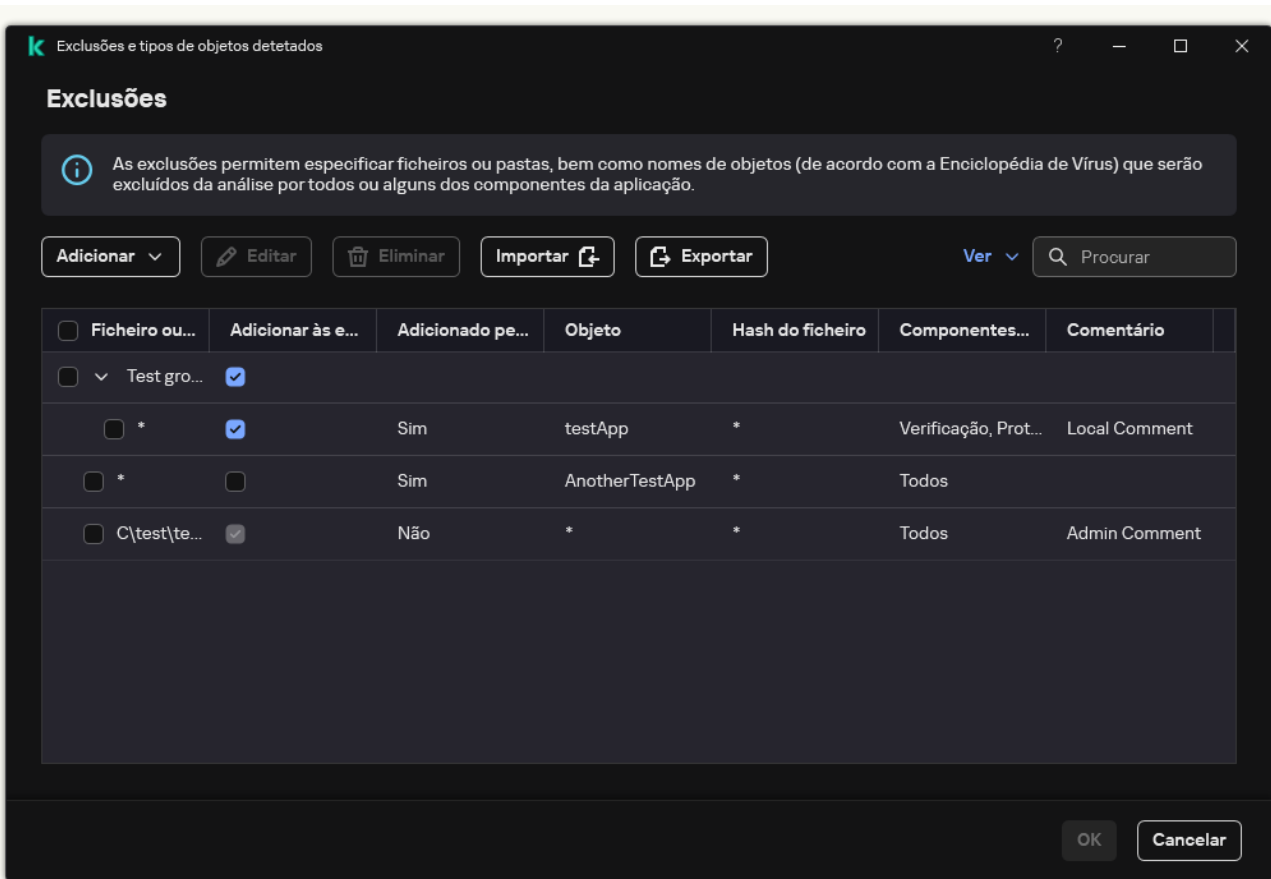 Exclusões e tipos de objetos detetados
?
Exclusões
As exclusões permitem especificar ficheiros ou pastas, bem como nomes de objetos (de acordo com a Enciclopédia de Vírus) que serão
excluídos da análise por todos ou alguns dos componentes da aplicação.
Adicionar Editar Eliminar Importar Exportar Ver Procurar
Ficheiro ou... Adicionar às e... Adicionado pe... Objeto Hash do ficheiro Componentes... Comentário
Test gro...
* Sim testApp * Verificação, Prot... Local Comment
* Sim AnotherTestApp * Todos
C\test\te... Não * * Todos Admin Comment
OK Cancelar